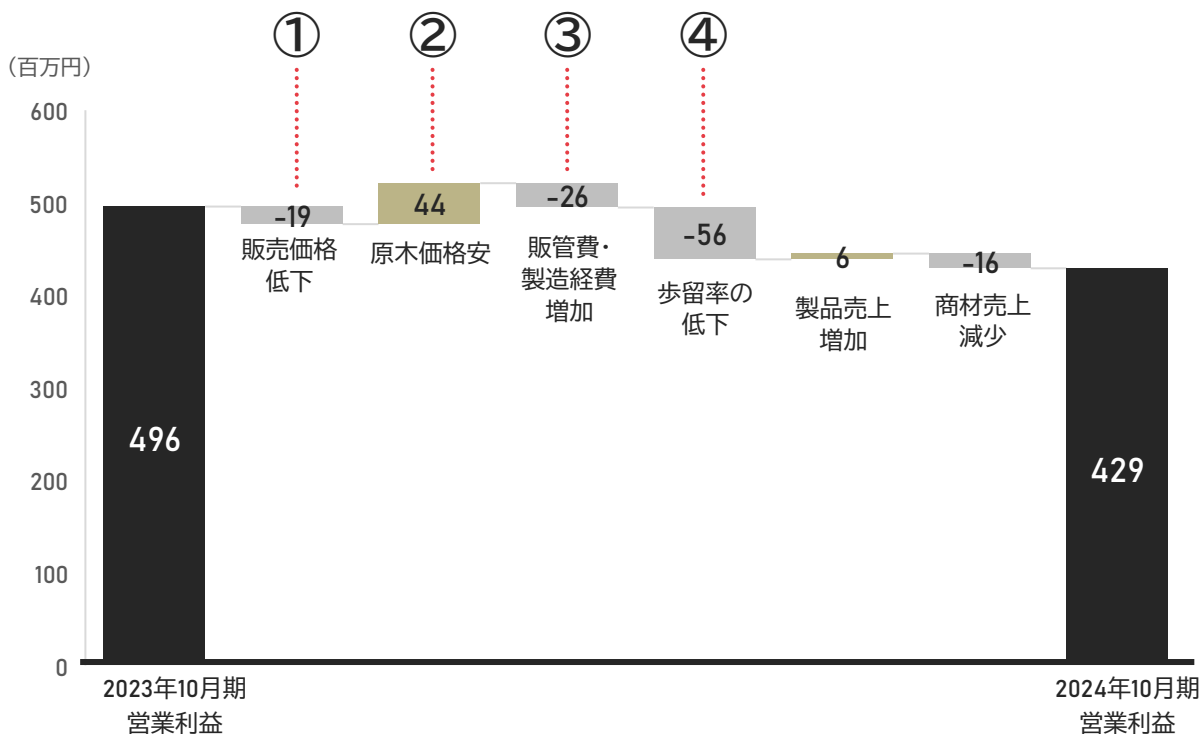 ① ② ③ ④
（百万円）
600
500
400
300
200
100
0
496
-19
販売価格
低下
44
原木価格安
-26
販管費・
製造経費
増加
-56
歩留率の
低下
6
製品売上
増加
-16
商材売上
減少
429
2023年10月期
営業利益
2024年10月期
営業利益